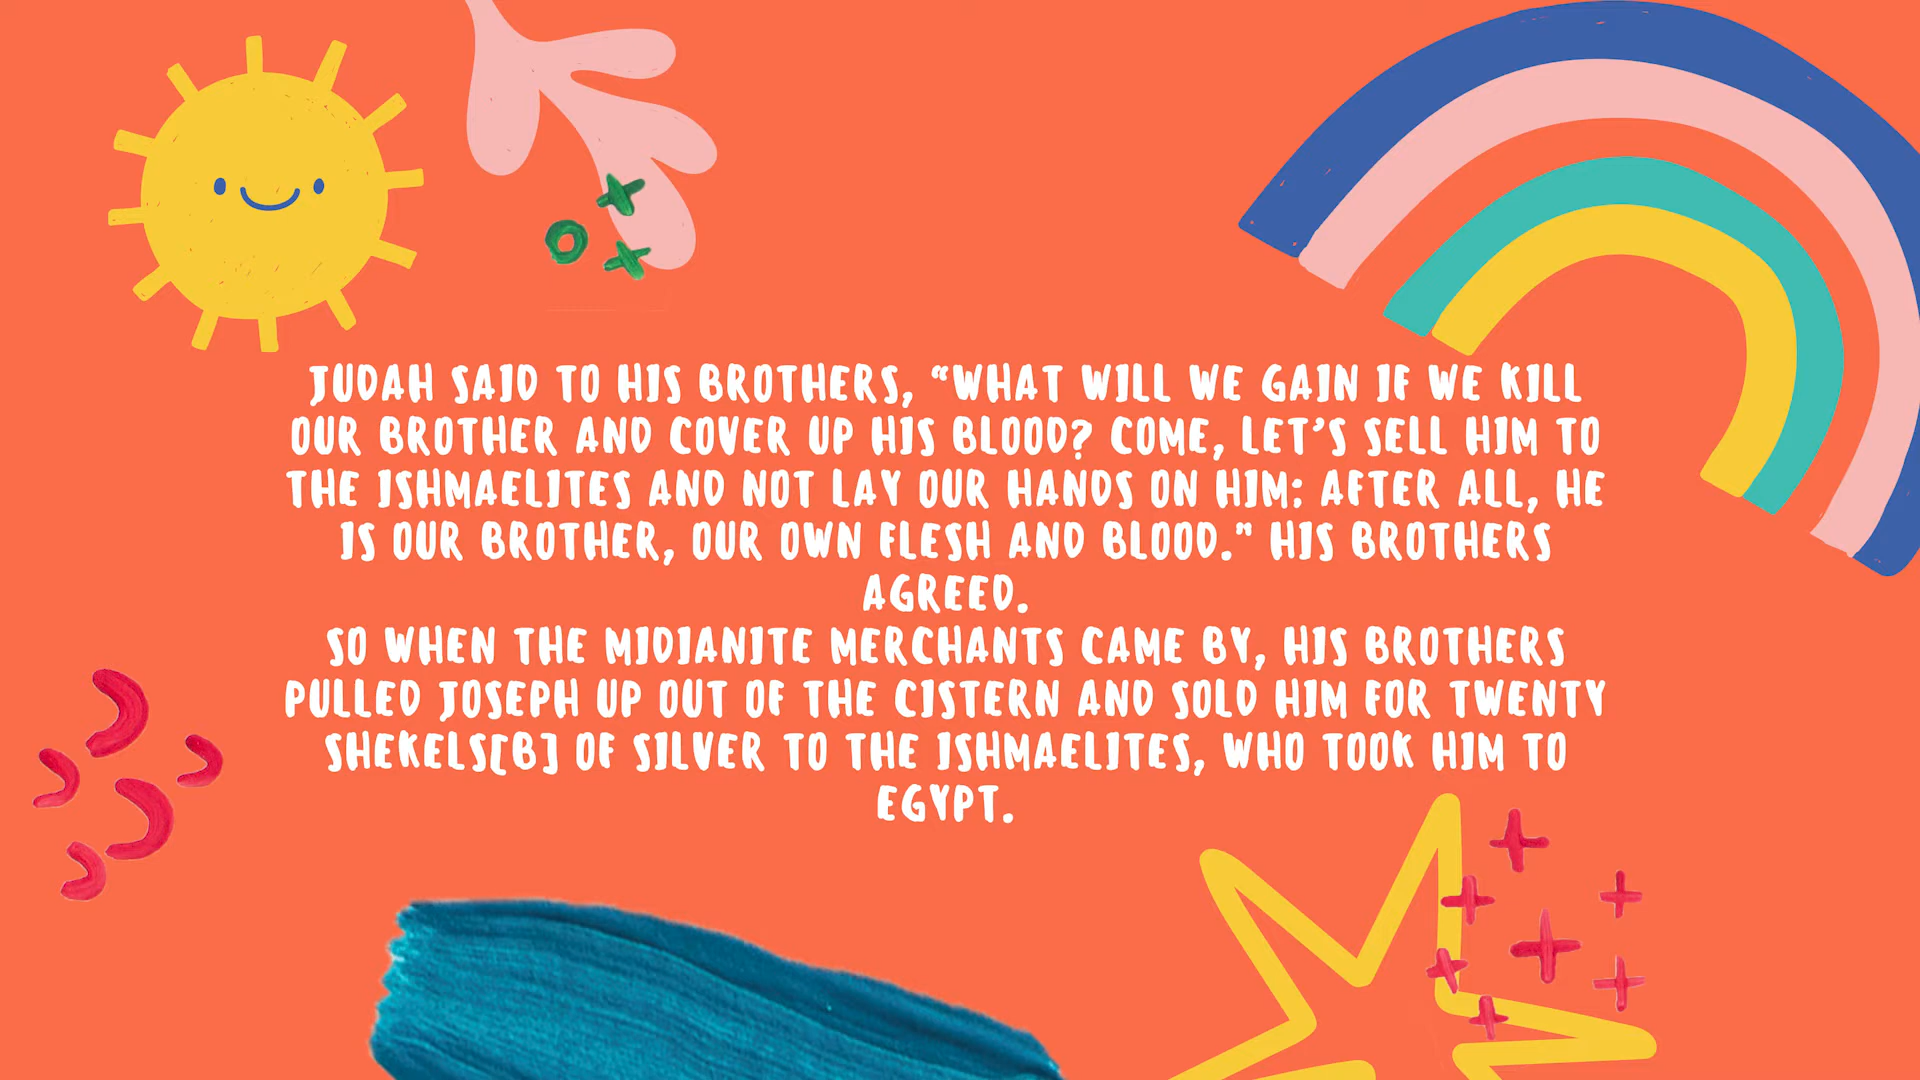 JUDAH SAID TO HIS BROTHERS, “WHAT WILL WE GAIN IF WE KILL
OUR BROTHER AND COVER UP HIS BLOOD? COME, LET’S SELL HIM TO
THE ISHMAELITES AND NOT LAY OUR HANDS ON HIM; AFTER ALL, HE
IS OUR BROTHER, OUR OWN FLESH AND BLOOD.” HIS BROTHERS
AGREED.
SO WHEN THE MIDIANITE MERCHANTS CAME BY, HIS BROTHERS
PULLED JOSEPH UP OUT OF THE CISTERN AND SOLD HIM FOR TWENTY
SHEKELS[B] OF SILVER TO THE ISHMAELITES, WHO TOOK HIM TO
EGYPT.